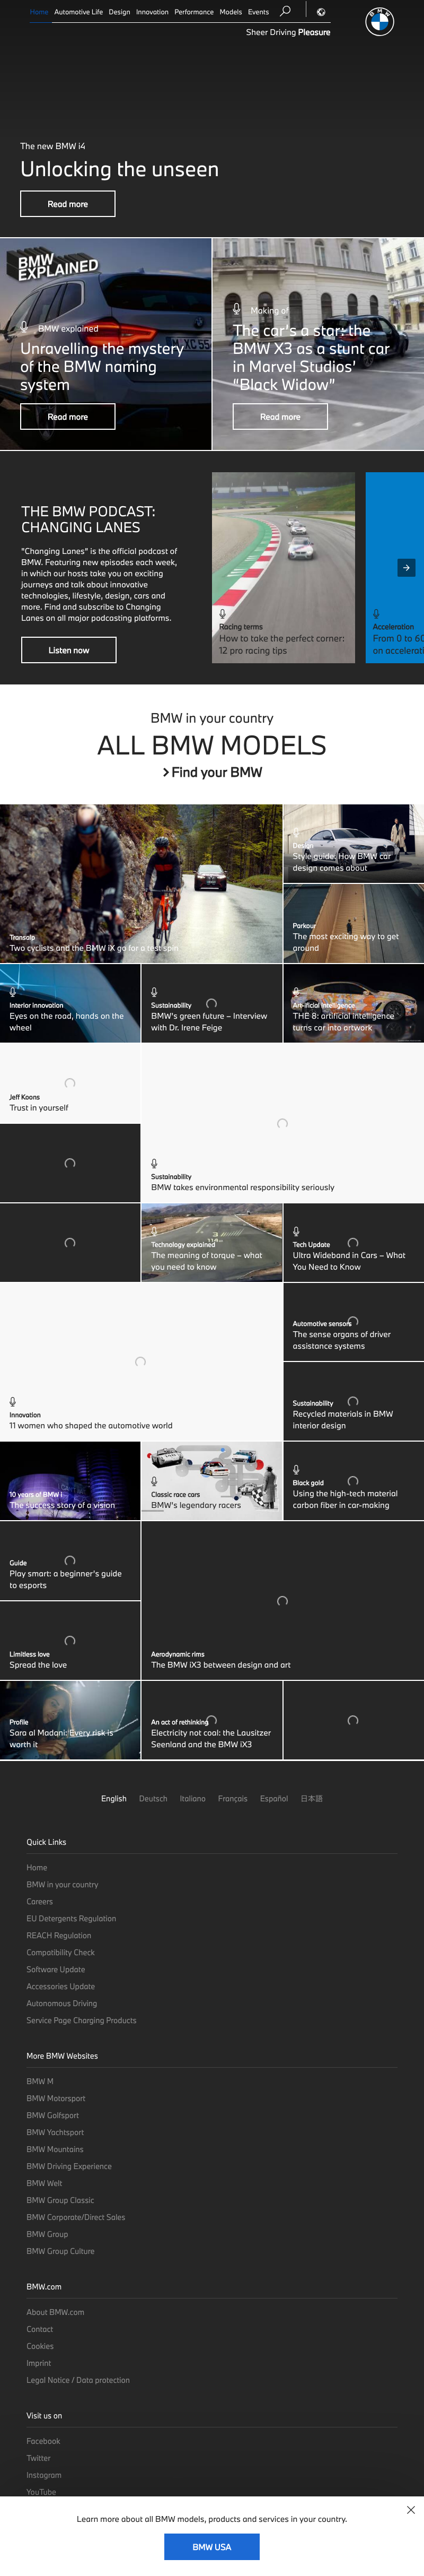 Home Automotive Life Design Innovation Performance Models Events
Sheer Driving Pleasure
BMW
The new BMW i4
Unlocking the unseen
Read more
BMW
EXPLAINED
BMW explained
Unravelling the mystery
of the BMW naming
system
Read more
Making of
The car's a star: the
BMW X3 as a stunt car
in Marvel Studios'
"Black Widow"
Read more
THE BMW PODCAST:
CHANGING LANES
"Changing Lanes" is the official podcast of
BMW. Featuring new episodes each week,
in which our hosts take you on exciting
journeys and talk about innovative
technologies, lifestyle, design, cars and
more. Find and subscribe to Changing
Lanes on all major podcasting platforms.
Listen now
Racing terms
How to take the perfect corner:
12 pro racing tips
Acceleration
From 0 to 60
an accelerati
BMW in your country
ALL BMW MODELS
Find your BMW
Transalp
Two cyclists and the BMW iX go for a test spin
Design
Style guide: How BMW car
design comes about
Parkour
The most exciting way to get
around
Interior innovation
Eyes on the road, hands on the
wheel
Sustainability
BMW's green future – Interview
with Dr. Irene Feige
Art-ificial intelligence
THE 8: artificial intelligence
turns car into artwork
Jeff Koons
Trust in yourself
Sustainability
BMW takes environmental responsibility seriously
Technology explained
The meaning of torque – what
you need to know
Tech Update
Ultra Wideband in Cars – What
You Need to Know
Innovation
11 women who shaped the automotive world
Automotive sensors
The sense organs of driver
assistance systems
Sustainability
Recycled materials in BMW
interior design
10 years of BMW i
The success story of a vision
Classic race cars
BMW's legendary racers
Black gold
Using the high-tech material
carbon fiber in car-making
Guide
Play smart: a beginner's guide
to esports
Limitless love
Spread the love
Aerodynamic rims
The BMW iX3 between design and art
Profile
Sara al Madani: Every risk is
worth it
An act of rethinking
Electricity not coal: the Lausitzer
Seenland and the BMW iX3
English Deutsch Italiano Français Español 日本語
Quick Links
Home
BMW in your country
Careers
EU Detergents Regulation
REACH Regulation
Compatibility Check
Software Update
Accessories Update
Autonomous Driving
Service Page Charging Products
More BMW Websites
BMW M
BMW Motorsport
BMW Golfsport
BMW Yachtsport
BMW Mountains
BMW Driving Experience
BMW Welt
BMW Group Classic
BMW Corporate/Direct Sales
BMW Group
BMW Group Culture
BMW.com
About BMW.com
Contact
Cookies
Imprint
Legal Notice / Data protection
Visit us on
Facebook
Twitter
Instagram
YouTube
Learn more about all BMW models, products and services in your country.
BMW USA